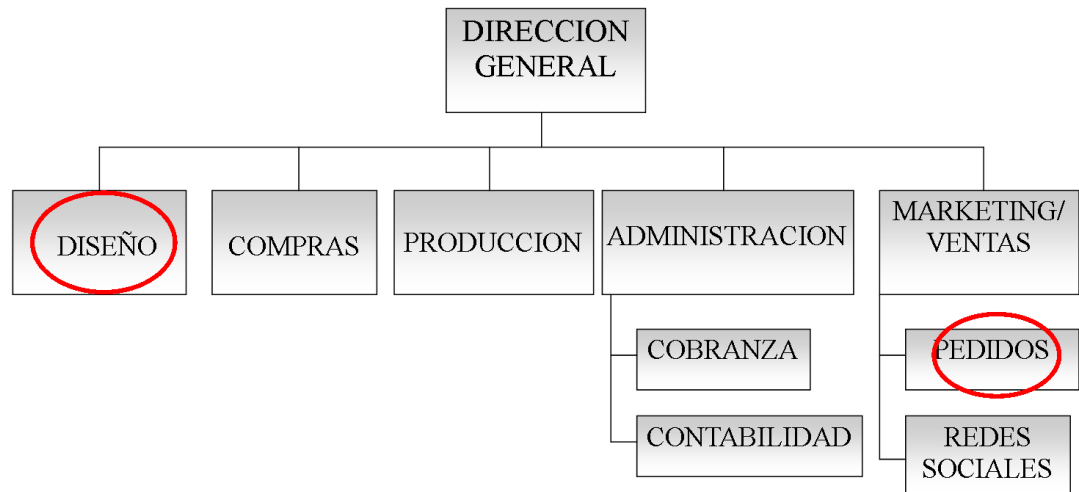 DIRECCION
GENERAL
DISEÑO
COMPRAS
PRODUCCION
ADMINISTRACION
MARKETING/
VENTAS
COBRANZA
CONTABILIDAD
PEDIDOS
REDES
SOCIALES